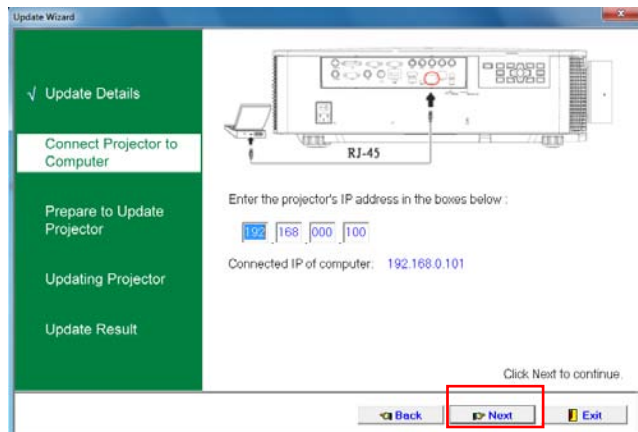 Update Wizard
√ Update Details
Connect Projector to
Computer
Prepare to Update
Projector
Updating Projector
Update Result
RJ-45
Enter the projector's IP address in the boxes below :
192 . 168 . 000 . 100
Connected IP of computer: 192.168.0.101
Click Next to continue.
Back
Next
Exit